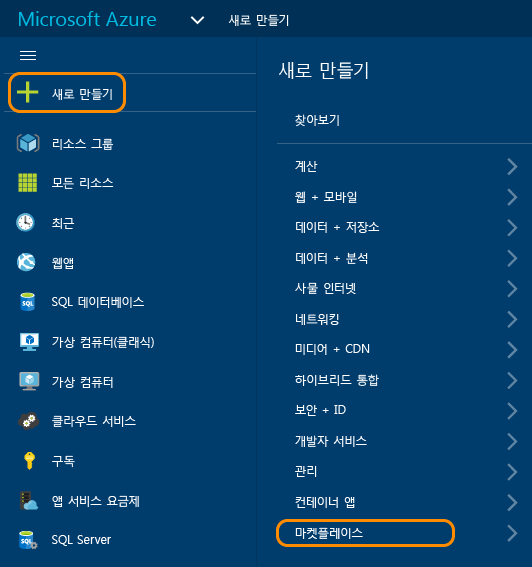 Microsoft Azure 새로 만들기
새로 만들기
리소스 그룹
모든 리소스
최근
웹앱
SQL 데이터베이스
가상 컴퓨터(클래식)
가상 컴퓨터
클라우드 서비스
구독
앱 서비스 요금제
SQL Server
새로 만들기
찾아보기
계산
웹 + 모바일
데이터 + 저장소
데이터 + 분석
사물 인터넷
네트워킹
미디어 + CDN
하이브리드 통합
보안 + ID
개발자 서비스
관리
컨테이너 앱
마켓플레이스